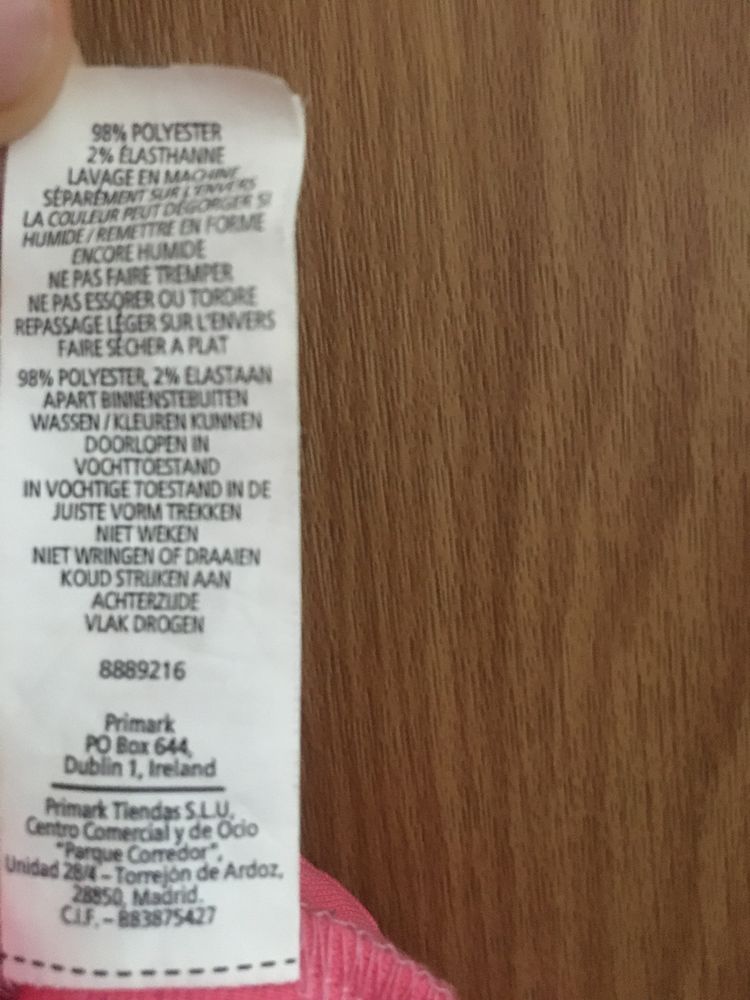 98% POLYESTER
2% ÉLASTHANNE
LAVAGE EN MACHINE
SÉPARÉMENT SUR L'ENVERS
LA COULEUR PEUT DÉGORGER SI
HUMIDE / REMETTRE EN FORME
ENCORE HUMIDE
NE PAS FAIRE TREMPER
NE PAS ESSORER OU TORDRE
REPASSAGE LÉGER SUR L'ENVERS
FAIRE SÉCHER A PLAT
98% POLYESTER, 2% ELASTAAN
APART BINNENSTEBUITEN
WASSEN / KLEUREN KUNNEN
DOORLOPEN IN
VOCHTTOESTAND
IN VOCHTIGE TOESTAND IN DE
JUISTE VORM TREKKEN
NIET WEKEN
NIET WRINGEN OF DRAAIEN
KOUD STRIJKEN AAN
ACHTERZIJDE
VLAK DROGEN
8889216
Primark
PO Box 644,
Dublin 1, Ireland
Primark Tiendas S.L.U,
Centro Comercial y de Ocio
"Parque Corredor",
Unidad 28/4 – Torrejón de Ardoz,
28850, Madrid.
C.I.F. – B83875427